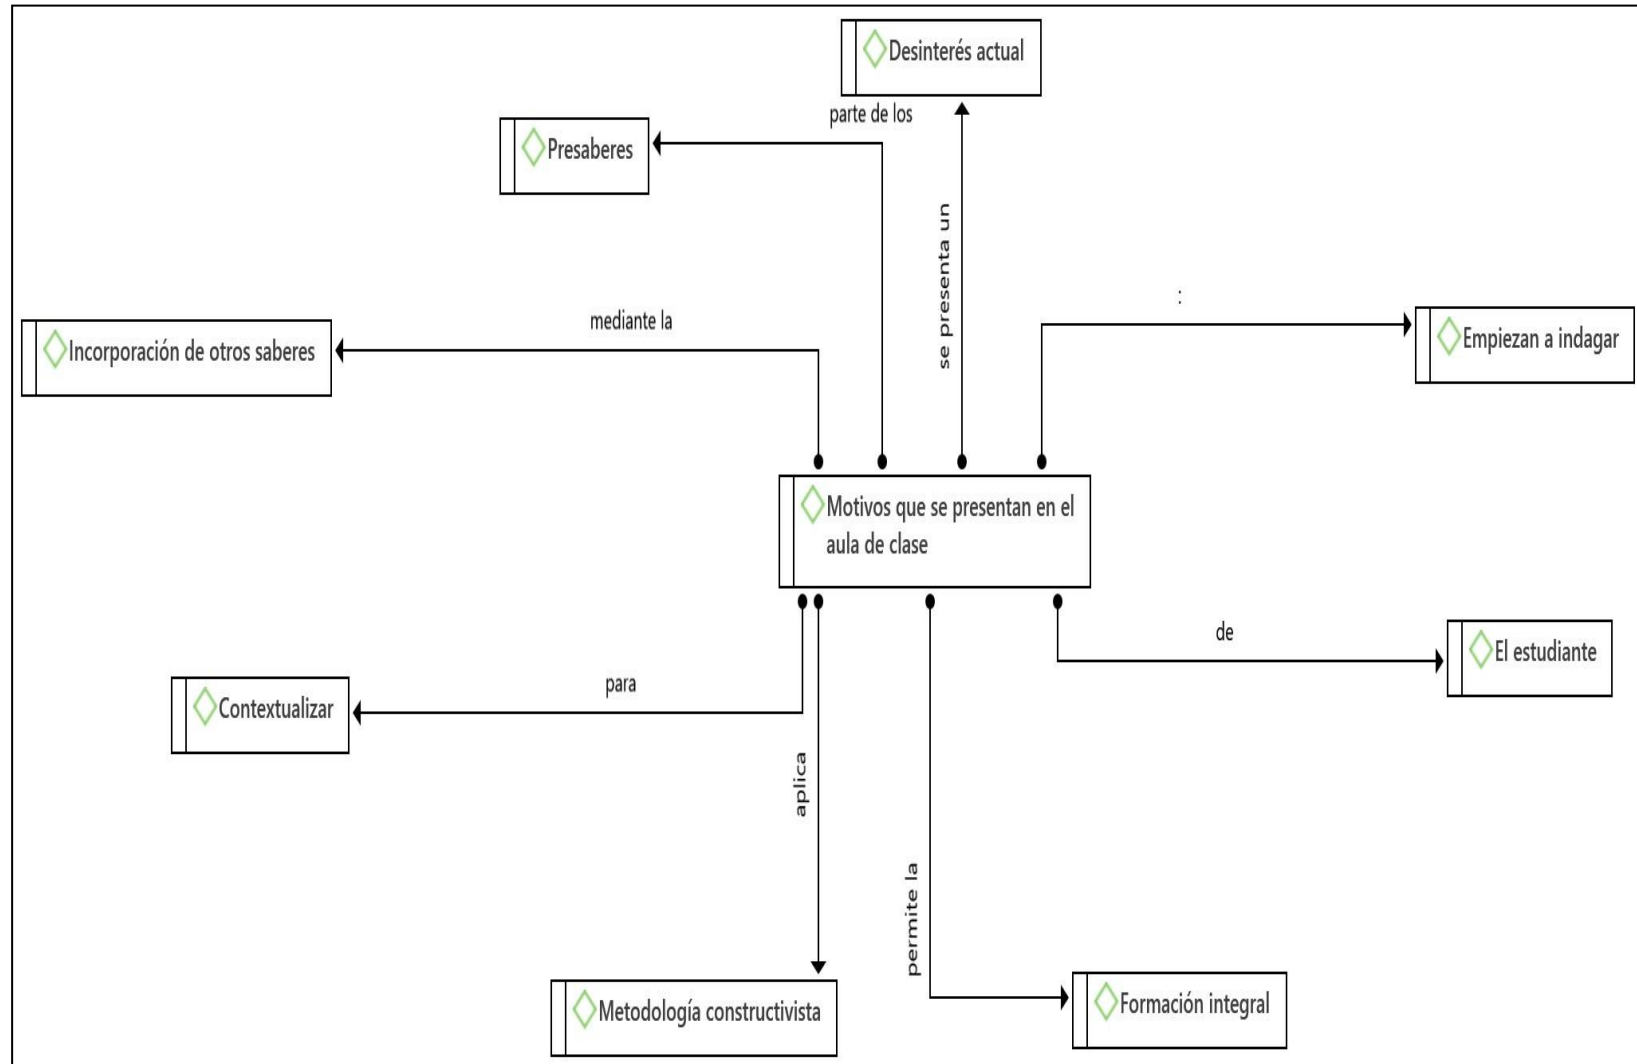 Desinterés actual
parte de los
Presaberes
se presenta un
:
mediante la
Empiezan a indagar
Incorporación de otros saberes
Motivos que se presentan en el
aula de clase
de
El estudiante
para
Contextualizar
aplica
permite la
Metodología constructivista
Formación integral